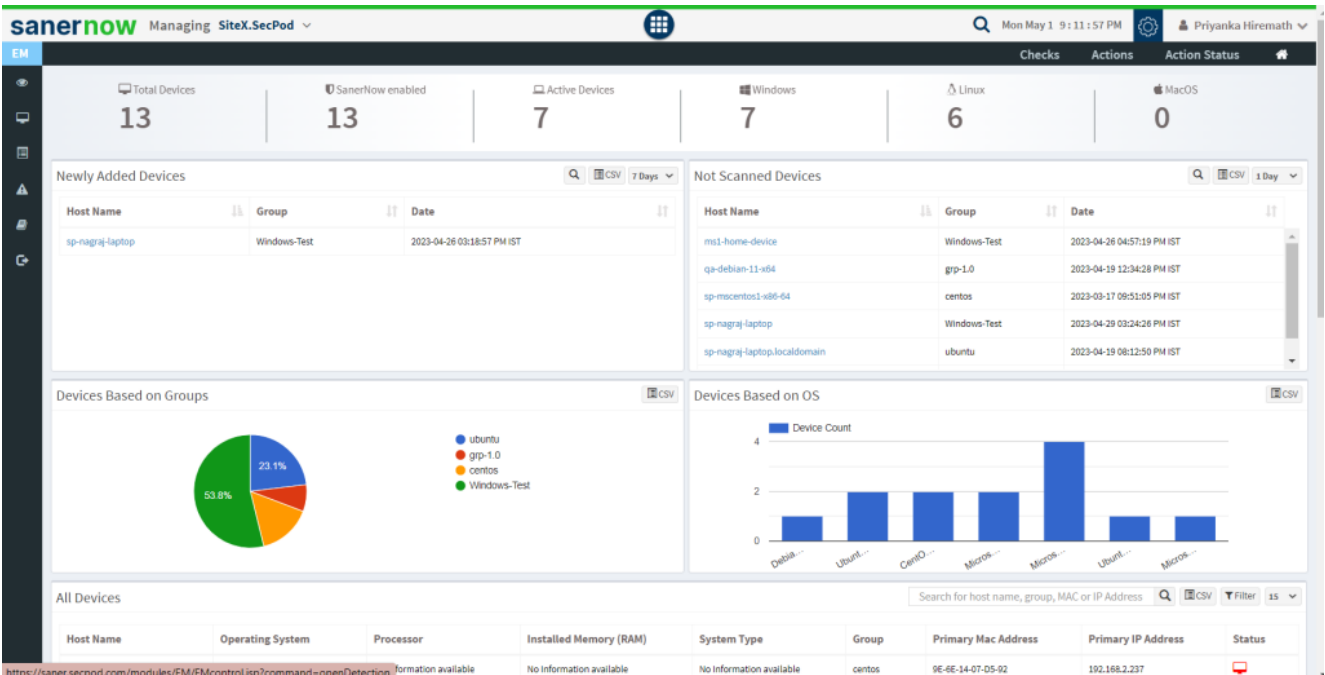 sanernow Managing SiteX.SecPod Mon May 1 9:11:57 PM Priyanka Hiremath
EM Checks Actions Action Status
Total Devices SanerNow enabled Active Devices Windows Linux MacOS
13 13 7 7 6 0
Newly Added Devices CSV 7 Days
Host Name Group Date
sp-nagraj-laptop Windows-Test 2023-04-26 03:18:57 PM IST
Not Scanned Devices CSV 1 Day
Host Name Group Date
ms1-home-device Windows-Test 2023-04-26 04:57:19 PM IST
qa-debian-11-x64 grp-1.0 2023-04-19 12:34:28 PM IST
sp-mscentos1-x86-64 centos 2023-03-17 09:51:05 PM IST
sp-nagraj-laptop Windows-Test 2023-04-29 03:24:26 PM IST
sp-nagraj-laptop.localdomain ubuntu 2023-04-19 08:12:50 PM IST
Devices Based on Groups CSV
23.1%
53.8%
ubuntu
grp-1.0
centos
Windows-Test
Devices Based on OS CSV
Device Count
4
2
0
Debia... Ubunt... CentO... Micros... Micros... Ubunt... Micros...
All Devices Search for host name, group, MAC or IP Address CSV Filter 15
Host Name Operating System Processor Installed Memory (RAM) System Type Group Primary Mac Address Primary IP Address Status
formation available No Information available No Information available centos 9E-6E-14-07-D5-92 192.168.2.237
https://saner.secpod.com/modules/EM/EMcontrol.jsp?command=openDetection